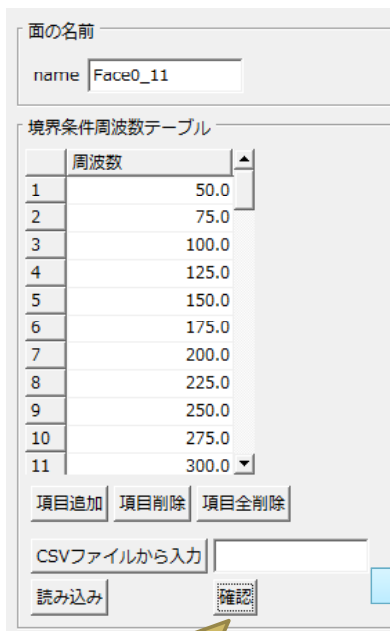 面の名前
name Face0_11
境界条件周波数テーブル
周波数
1 50.0
2 75.0
3 100.0
4 125.0
5 150.0
6 175.0
7 200.0
8 225.0
9 250.0
10 275.0
11 300.0
項目追加 項目削除 項目全削除
CSVファイルから入力
読み込み 確認